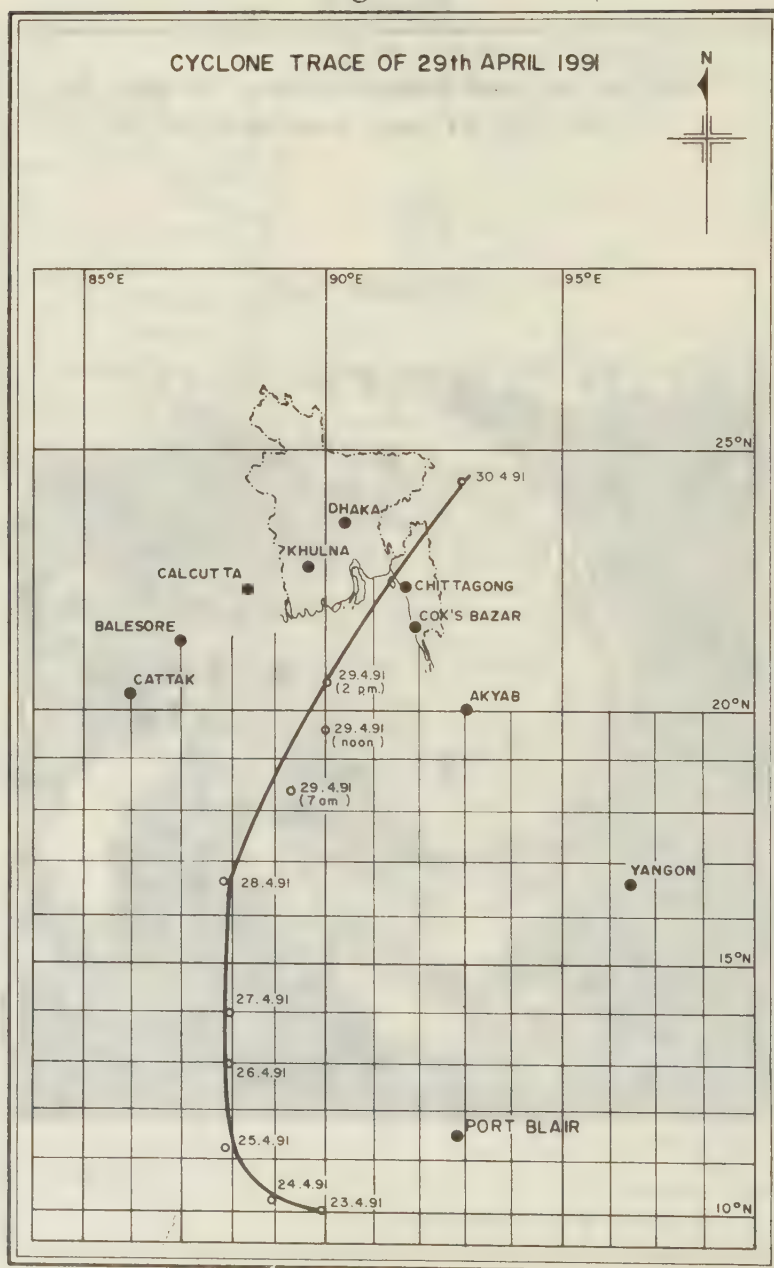 CYCLONE TRACE OF 29th APRIL 1991
N
85°E
90°E
95°E
25°N
30 4 91
DHAKA
KHULNA
CALCUTTA
CHITTAGONG
COK'S BAZAR
BALESORE
CATTAK
29.4.91
(2 p.m.)
AKYAB
20°N
29.4.91
(noon)
29.4.91
(7am)
YANGON
28.4.91
15°N
27.4.91
26.4.91
PORT BLAIR
25.4.91
24.4.91
23.4.91
10°N